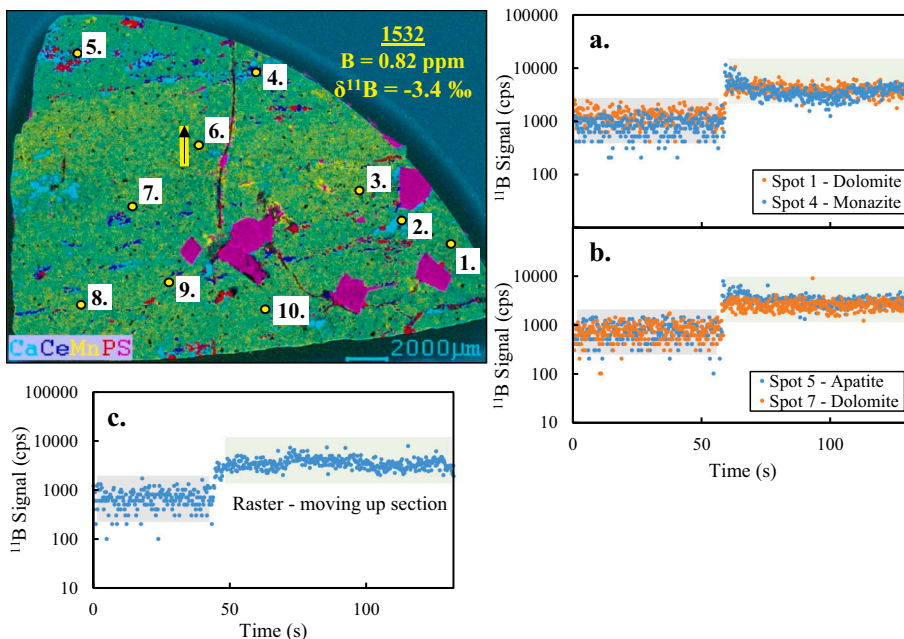 1532
B = 0.82 ppm
δ¹¹B = -3.4 ‰
5.
4.
6.
3.
7.
2.
1.
9.
8.
10.
CaCeMnPS
2000μm
a.
100000
10000
1000
100
¹¹B Signal (cps)
Spot 1 - Dolomite
Spot 4 - Monazite
b.
10000
1000
100
10
¹¹B Signal (cps)
Spot 5 - Apatite
Spot 7 - Dolomite
0
50
100
Time (s)
c.
100000
10000
1000
100
10
¹¹B Signal (cps)
Raster - moving up section
0
50
100
Time (s)